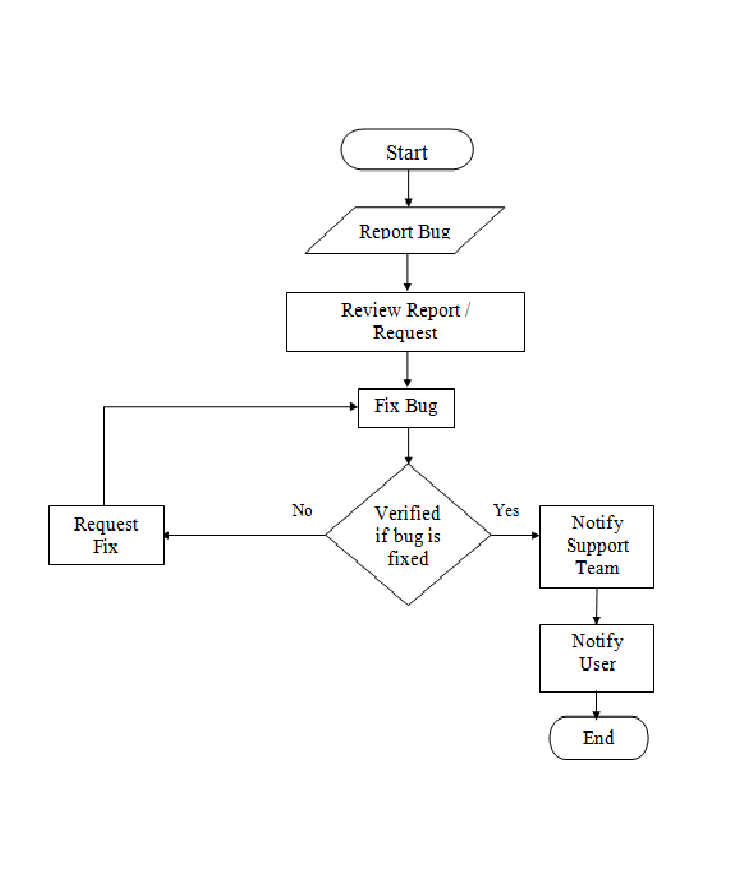 Start
Report Bug
Review Report /
Request
Fix Bug
No
Yes
Request
Fix
Verified
if bug is
fixed
Notify
Support
Team
Notify
User
End